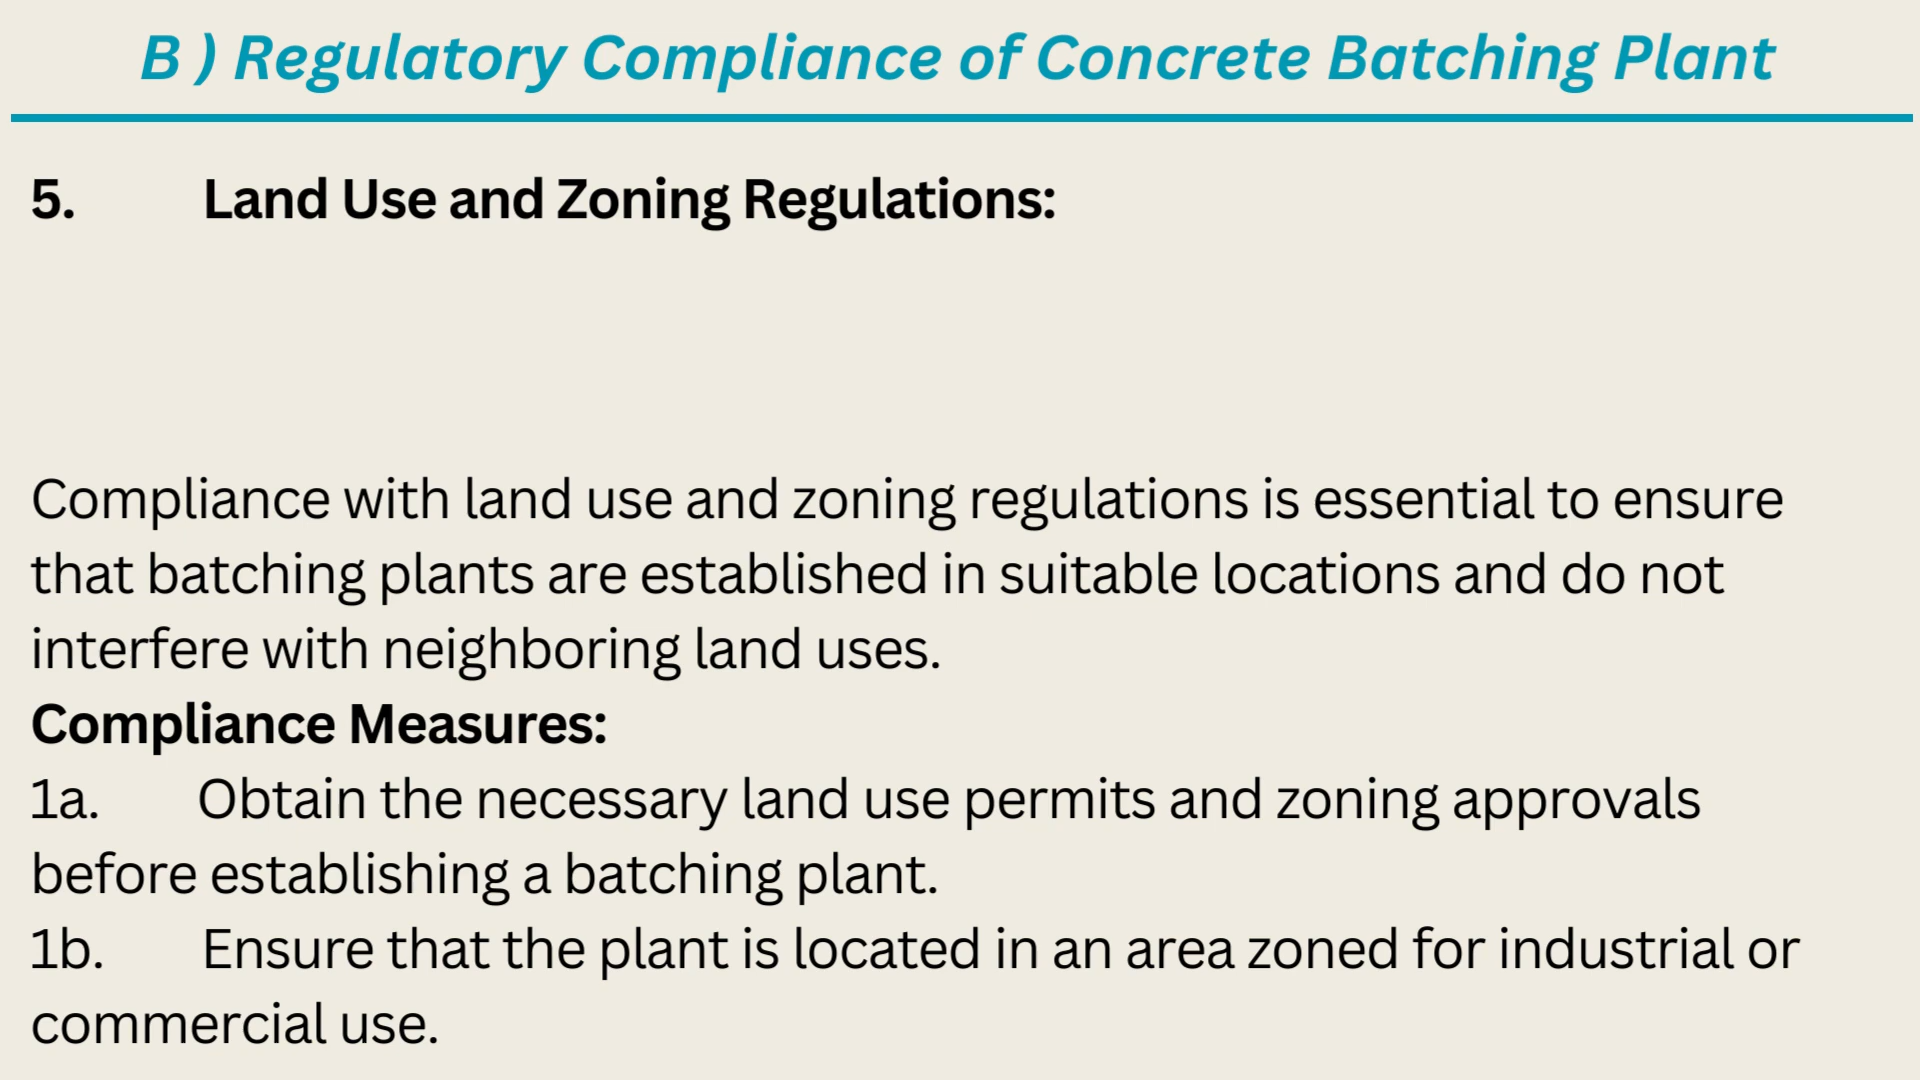 B ) Regulatory Compliance of Concrete Batching Plant
5. Land Use and Zoning Regulations:
Compliance with land use and zoning regulations is essential to ensure
that batching plants are established in suitable locations and do not
interfere with neighboring land uses.
Compliance Measures:
1a. Obtain the necessary land use permits and zoning approvals
before establishing a batching plant.
1b. Ensure that the plant is located in an area zoned for industrial or
commercial use.